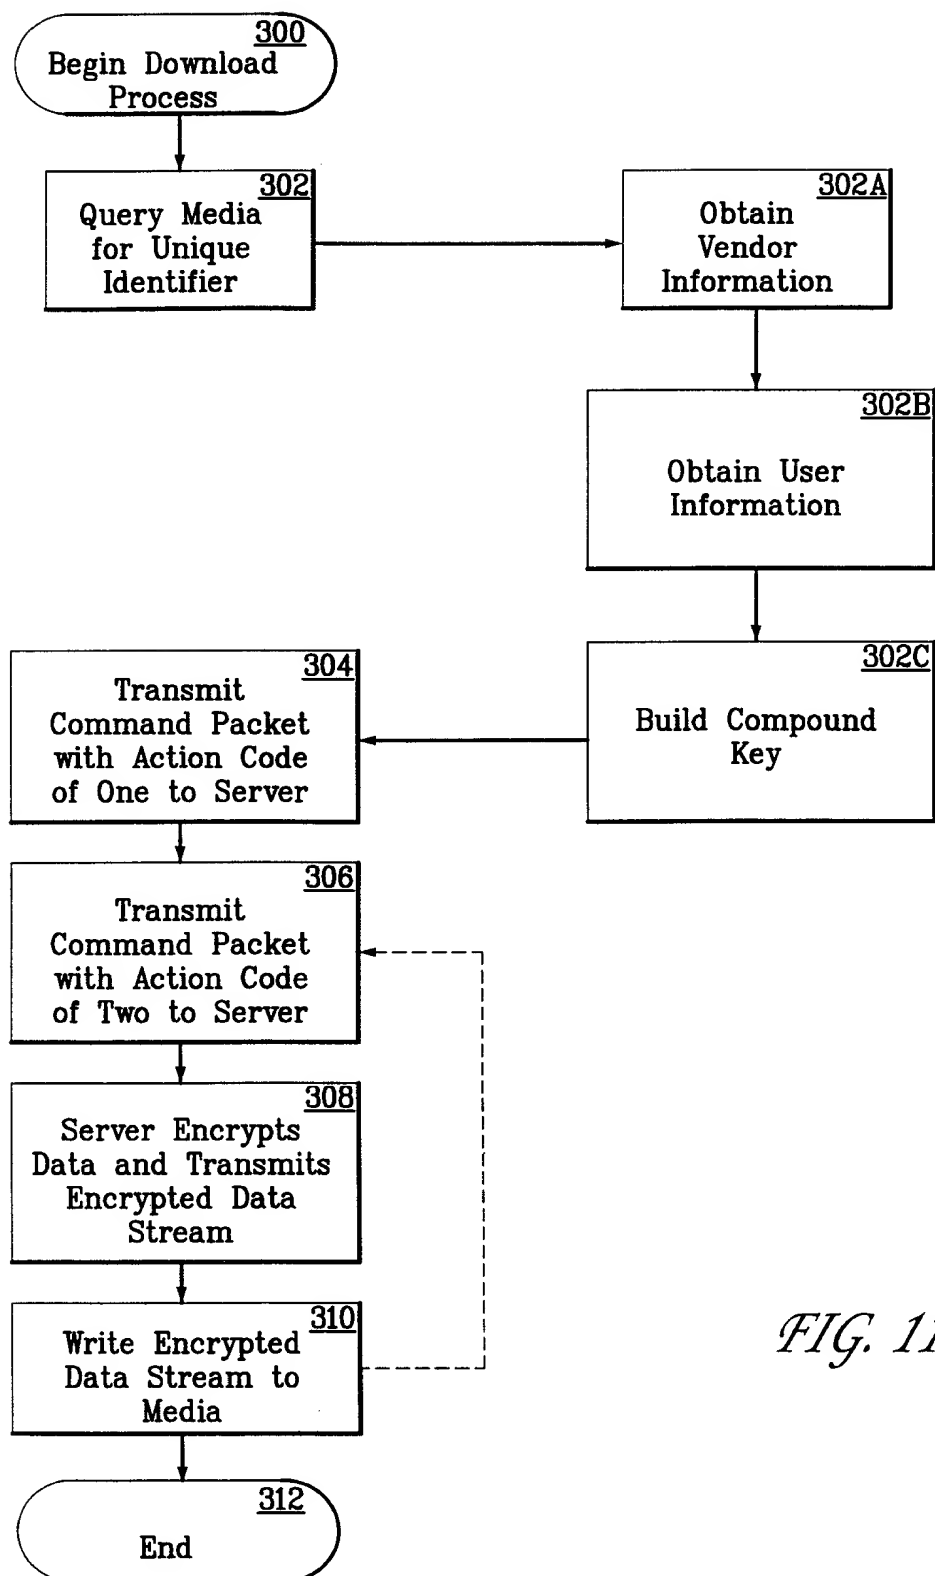 300
Begin Download
Process
302
Query Media
for Unique
Identifier
302A
Obtain
Vendor
Information
302B
Obtain User
Information
302C
Build Compound
Key
304
Transmit
Command Packet
with Action Code
of One to Server
306
Transmit
Command Packet
with Action Code
of Two to Server
308
Server Encrypts
Data and Transmits
Encrypted Data
Stream
310
Write Encrypted
Data Stream to
Media
312
End
FIG. 11